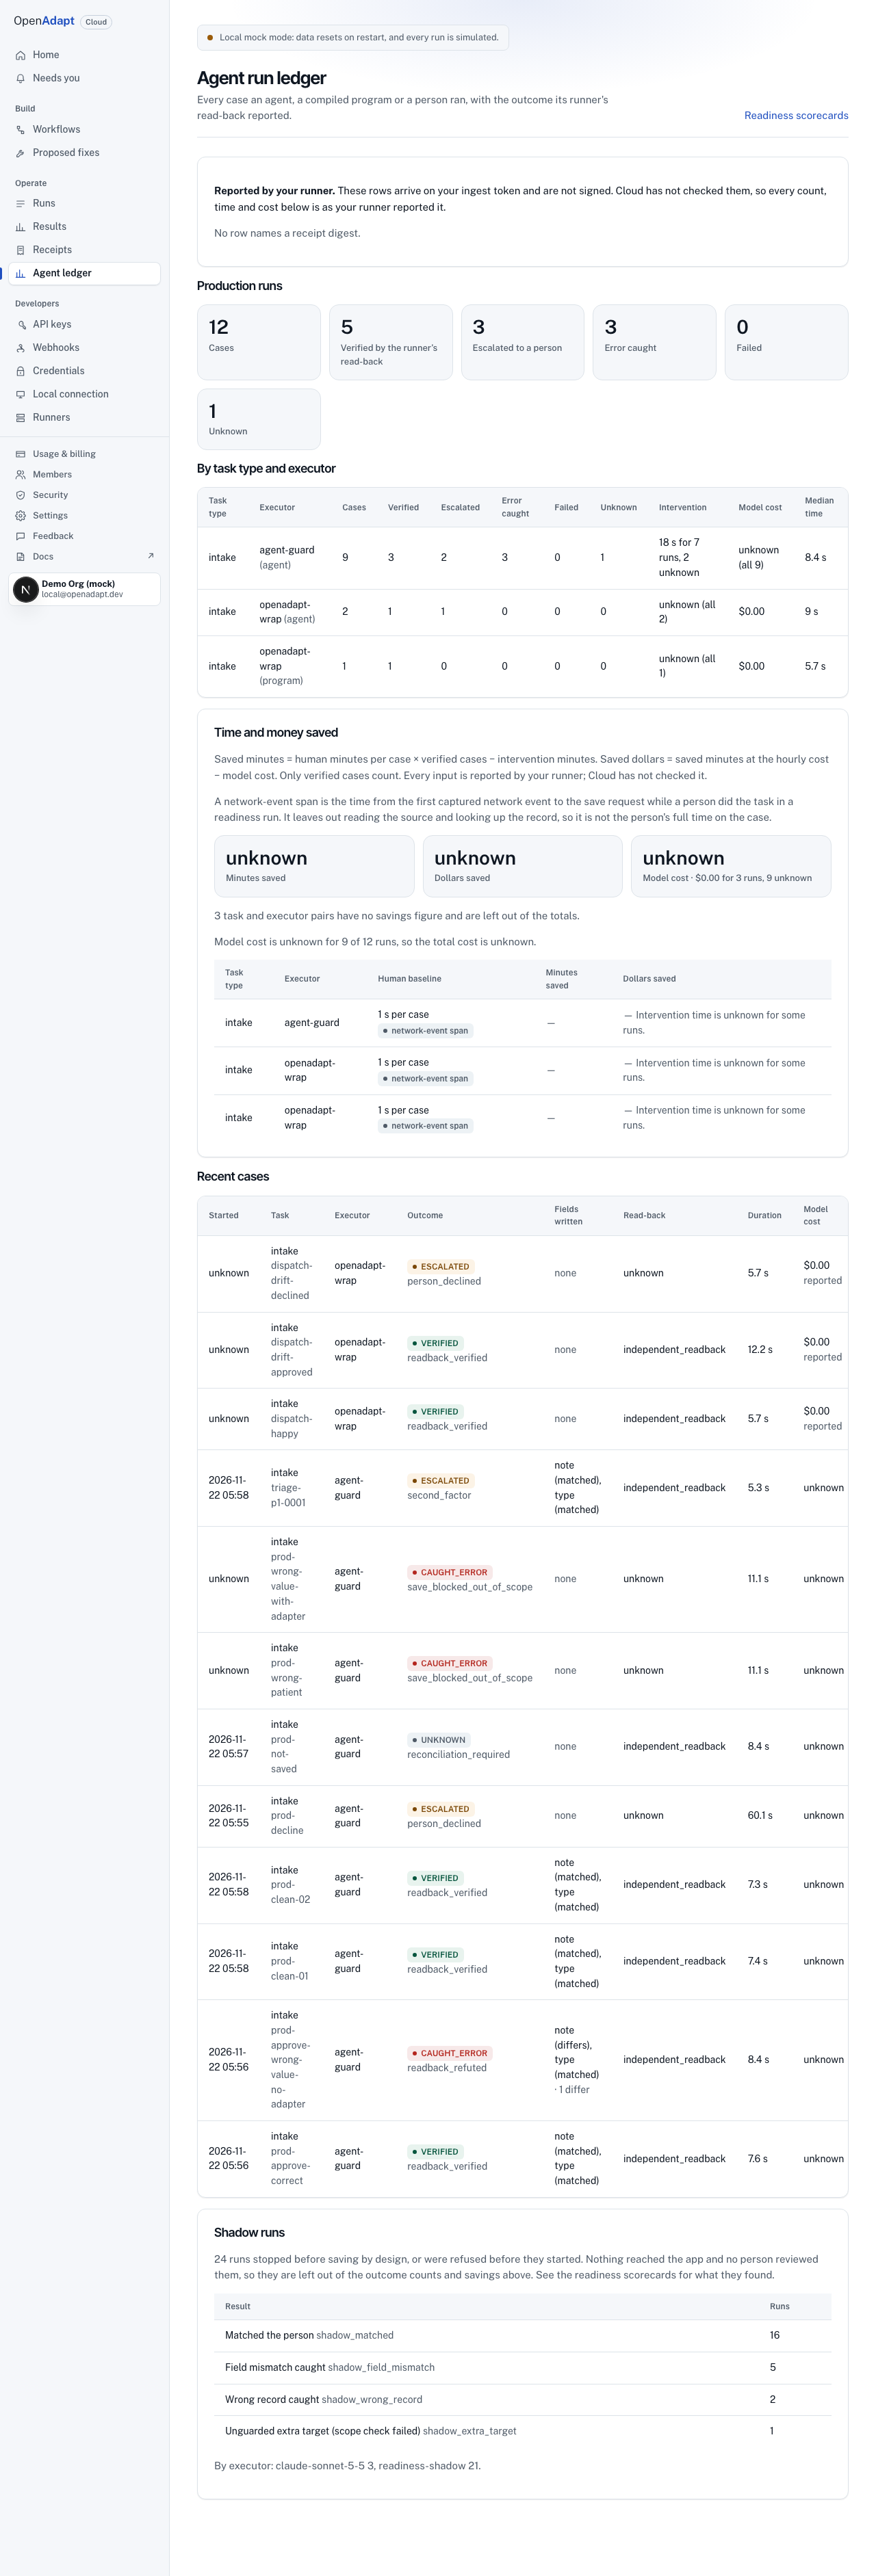 OpenAdapt Cloud
Home
Needs you
Build
Workflows
Proposed fixes
Operate
Runs
Results
Receipts
Agent ledger
Developers
API keys
Webhooks
Credentials
Local connection
Runners
Usage & billing
Members
Security
Settings
Feedback
Docs ↗
N
Demo Org (mock)
local@openadapt.dev
Local mock mode: data resets on restart, and every run is simulated.
Agent run ledger
Every case an agent, a compiled program or a person ran, with the outcome its runner's
read-back reported.
Readiness scorecards
Reported by your runner. These rows arrive on your ingest token and are not signed. Cloud has not checked them, so every count,
time and cost below is as your runner reported it.
No row names a receipt digest.
Production runs
12
Cases
5
Verified by the runner's
read-back
3
Escalated to a person
3
Error caught
0
Failed
1
Unknown
By task type and executor
Task type Executor Cases Verified Escalated Error caught Failed Unknown Intervention Model cost Median time
intake agent-guard (agent) 9 3 2 3 0 1 18 s for 7 runs, 2 unknown unknown (all 9) 8.4 s
intake openadapt-wrap (agent) 2 1 1 0 0 0 unknown (all 2) $0.00 9 s
intake openadapt-wrap (program) 1 1 0 0 0 0 unknown (all 1) $0.00 5.7 s
Time and money saved
Saved minutes = human minutes per case × verified cases − intervention minutes. Saved dollars = saved minutes at the hourly cost
− model cost. Only verified cases count. Every input is reported by your runner; Cloud has not checked it.
A network-event span is the time from the first captured network event to the save request while a person did the task in a
readiness run. It leaves out reading the source and looking up the record, so it is not the person's full time on the case.
unknown
Minutes saved
unknown
Dollars saved
unknown
Model cost · $0.00 for 3 runs, 9 unknown
3 task and executor pairs have no savings figure and are left out of the totals.
Model cost is unknown for 9 of 12 runs, so the total cost is unknown.
Task type Executor Human baseline Minutes saved Dollars saved
intake agent-guard 1 s per case network-event span — — Intervention time is unknown for some runs.
intake openadapt-wrap 1 s per case network-event span — — Intervention time is unknown for some runs.
intake openadapt-wrap 1 s per case network-event span — — Intervention time is unknown for some runs.
Recent cases
Started Task Executor Outcome Fields written Read-back Duration Model cost
unknown intake dispatch-drift-declined openadapt-wrap ESCALATED person_declined none unknown 5.7 s $0.00 reported
unknown intake dispatch-drift-approved openadapt-wrap VERIFIED readback_verified none independent_readback 12.2 s $0.00 reported
unknown intake dispatch-happy openadapt-wrap VERIFIED readback_verified none independent_readback 5.7 s $0.00 reported
2026-11-22 05:58 intake triage-p1-0001 agent-guard ESCALATED second_factor note (matched), type (matched) independent_readback 5.3 s unknown
unknown intake prod-wrong-value-with-adapter agent-guard CAUGHT_ERROR save_blocked_out_of_scope none unknown 11.1 s unknown
unknown intake prod-wrong-patient agent-guard CAUGHT_ERROR save_blocked_out_of_scope none unknown 11.1 s unknown
2026-11-22 05:57 intake prod-not-saved agent-guard UNKNOWN reconciliation_required none independent_readback 8.4 s unknown
2026-11-22 05:55 intake prod-decline agent-guard ESCALATED person_declined none unknown 60.1 s unknown
2026-11-22 05:58 intake prod-clean-02 agent-guard VERIFIED readback_verified note (matched), type (matched) independent_readback 7.3 s unknown
2026-11-22 05:58 intake prod-clean-01 agent-guard VERIFIED readback_verified note (matched), type (matched) independent_readback 7.4 s unknown
2026-11-22 05:56 intake prod-approve-wrong-value-no-adapter agent-guard CAUGHT_ERROR readback_refuted note (differs), type (matched) · 1 differ independent_readback 8.4 s unknown
2026-11-22 05:56 intake prod-approve-correct agent-guard VERIFIED readback_verified note (matched), type (matched) independent_readback 7.6 s unknown
Shadow runs
24 runs stopped before saving by design, or were refused before they started. Nothing reached the app and no person reviewed
them, so they are left out of the outcome counts and savings above. See the readiness scorecards for what they found.
Result Runs
Matched the person shadow_matched 16
Field mismatch caught shadow_field_mismatch 5
Wrong record caught shadow_wrong_record 2
Unguarded extra target (scope check failed) shadow_extra_target 1
By executor: claude-sonnet-5-5 3, readiness-shadow 21.